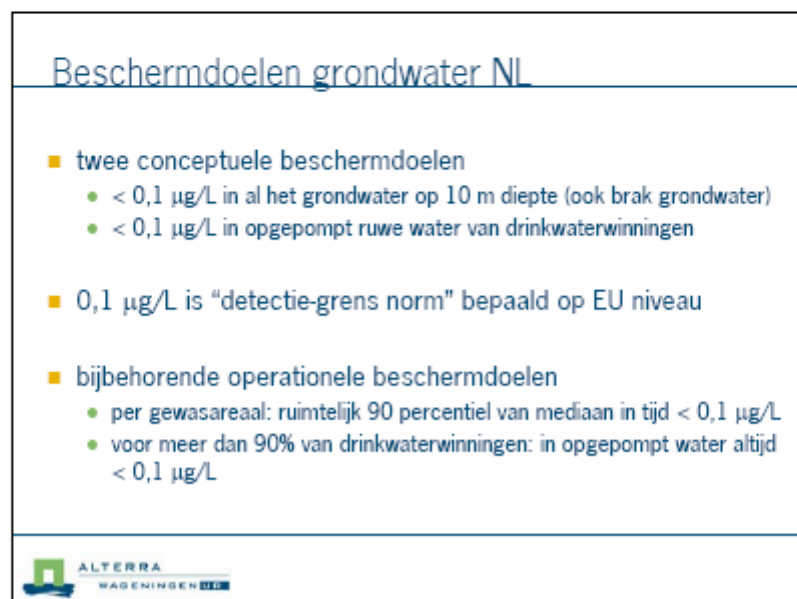 Beschermdoelen grondwater NL
twee conceptuele beschermdoelen
< 0,1 µg/L in al het grondwater op 10 m diepte (ook brak grondwater)
< 0,1 µg/L in opgepompt ruwe water van drinkwaterwinningen
0,1 µg/L is “detectie-grens norm” bepaald op EU niveau
bijbehorende operationele beschermdoelen
per gewasareaal: ruimtelijk 90 percentiel van mediaan in tijd < 0,1 µg/L
voor meer dan 90% van drinkwaterwinningen: in opgepompt water altijd
< 0,1 µg/L
ALTERRA
WAGENINGEN UR